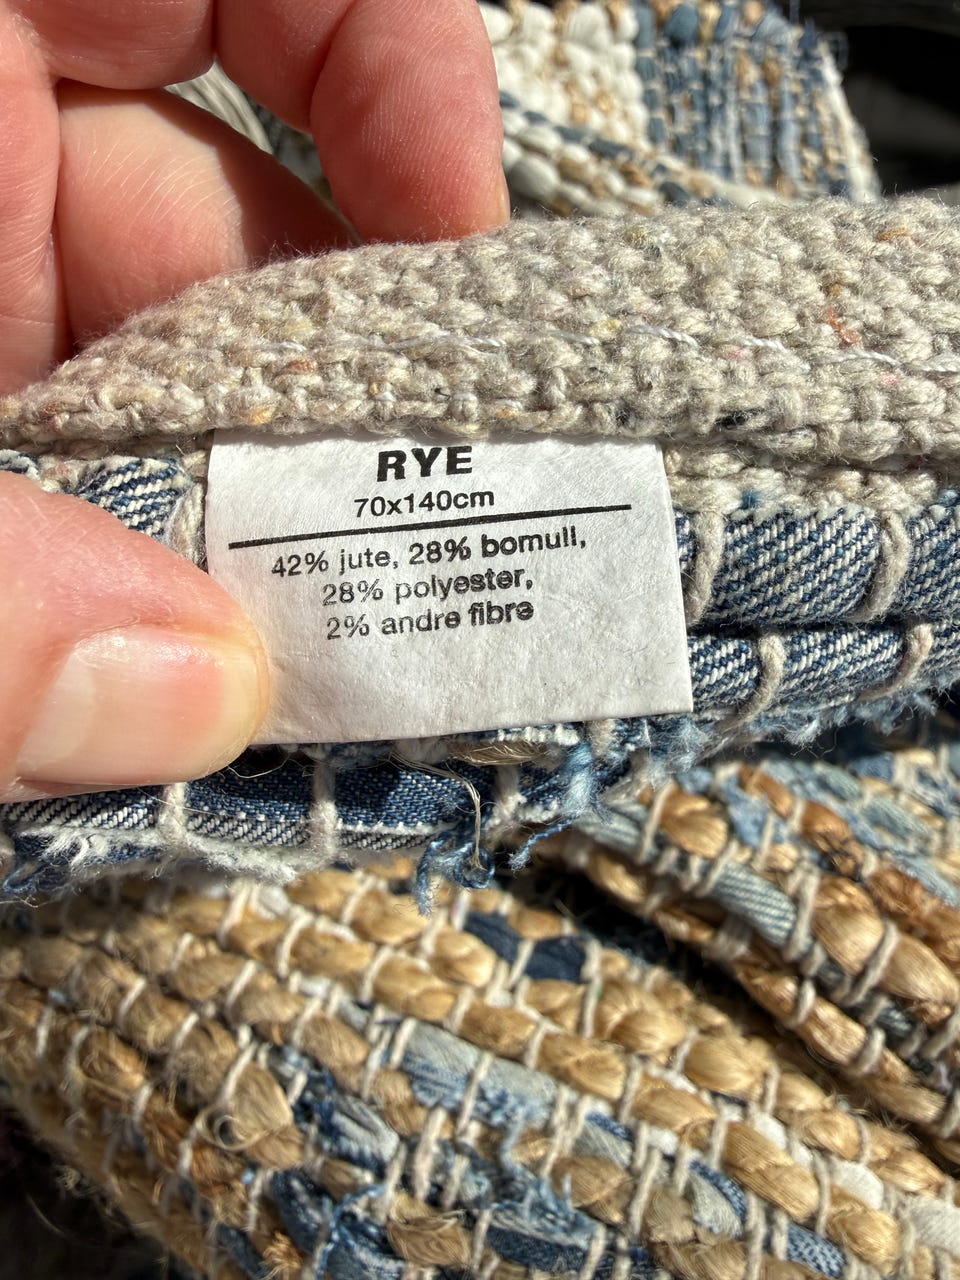 RYE
70x140cm
42% jute, 28% bomull,
28% polyester,
2% andre fibre